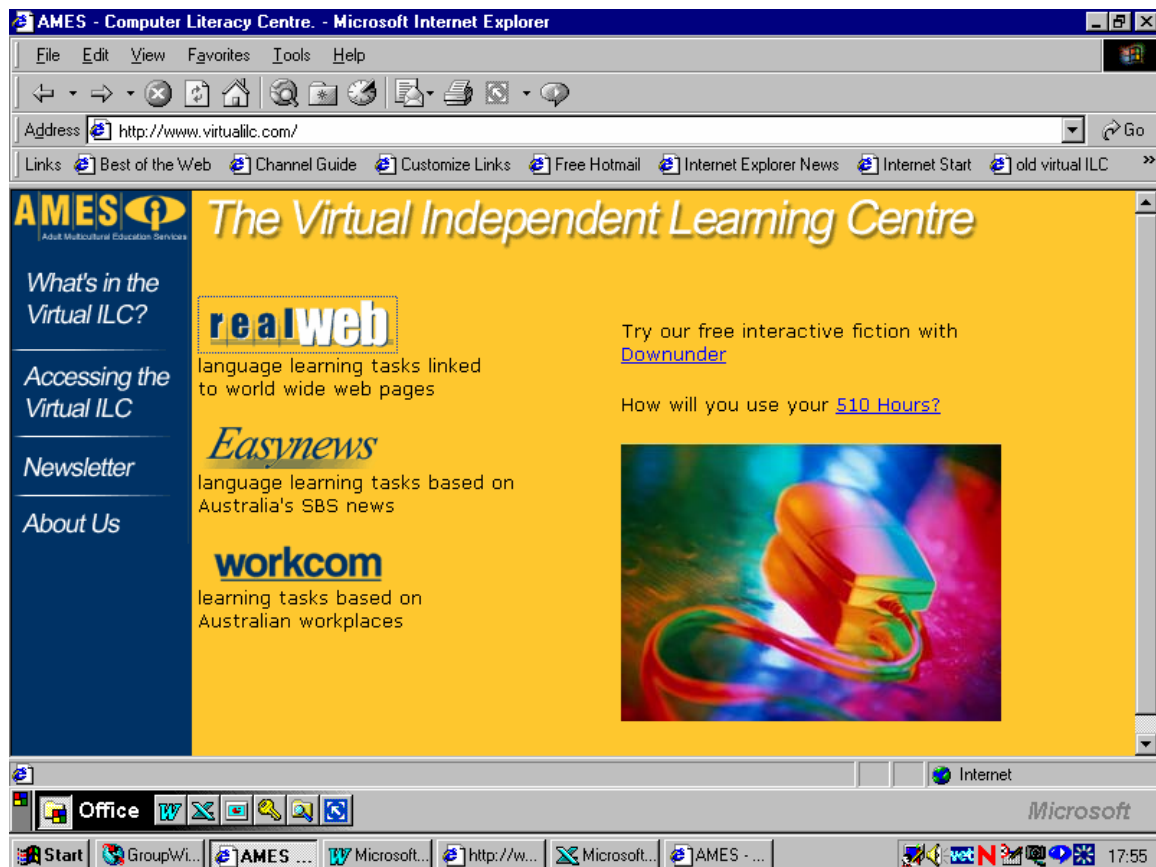 AMES - Computer Literacy Centre. - Microsoft Internet Explorer
File Edit View Favorites Tools Help
Address http://www.virtualilc.com/ Go
Links Best of the Web Channel Guide Customize Links Free Hotmail Internet Explorer News Internet Start old virtual ILC »
AMES
Adult Multicultural Education Services
The Virtual Independent Learning Centre
What's in the
Virtual ILC?
Accessing the
Virtual ILC
Newsletter
About Us
realweb
language learning tasks linked
to world wide web pages
Easynews
language learning tasks based on
Australia's SBS news
workcom
learning tasks based on
Australian workplaces
Try our free interactive fiction with
Downunder
How will you use your 510 Hours?
Internet
Office Microsoft
Start GroupWi... AMES ... Microsoft... http://w... Microsoft... AMES - ... 17:55